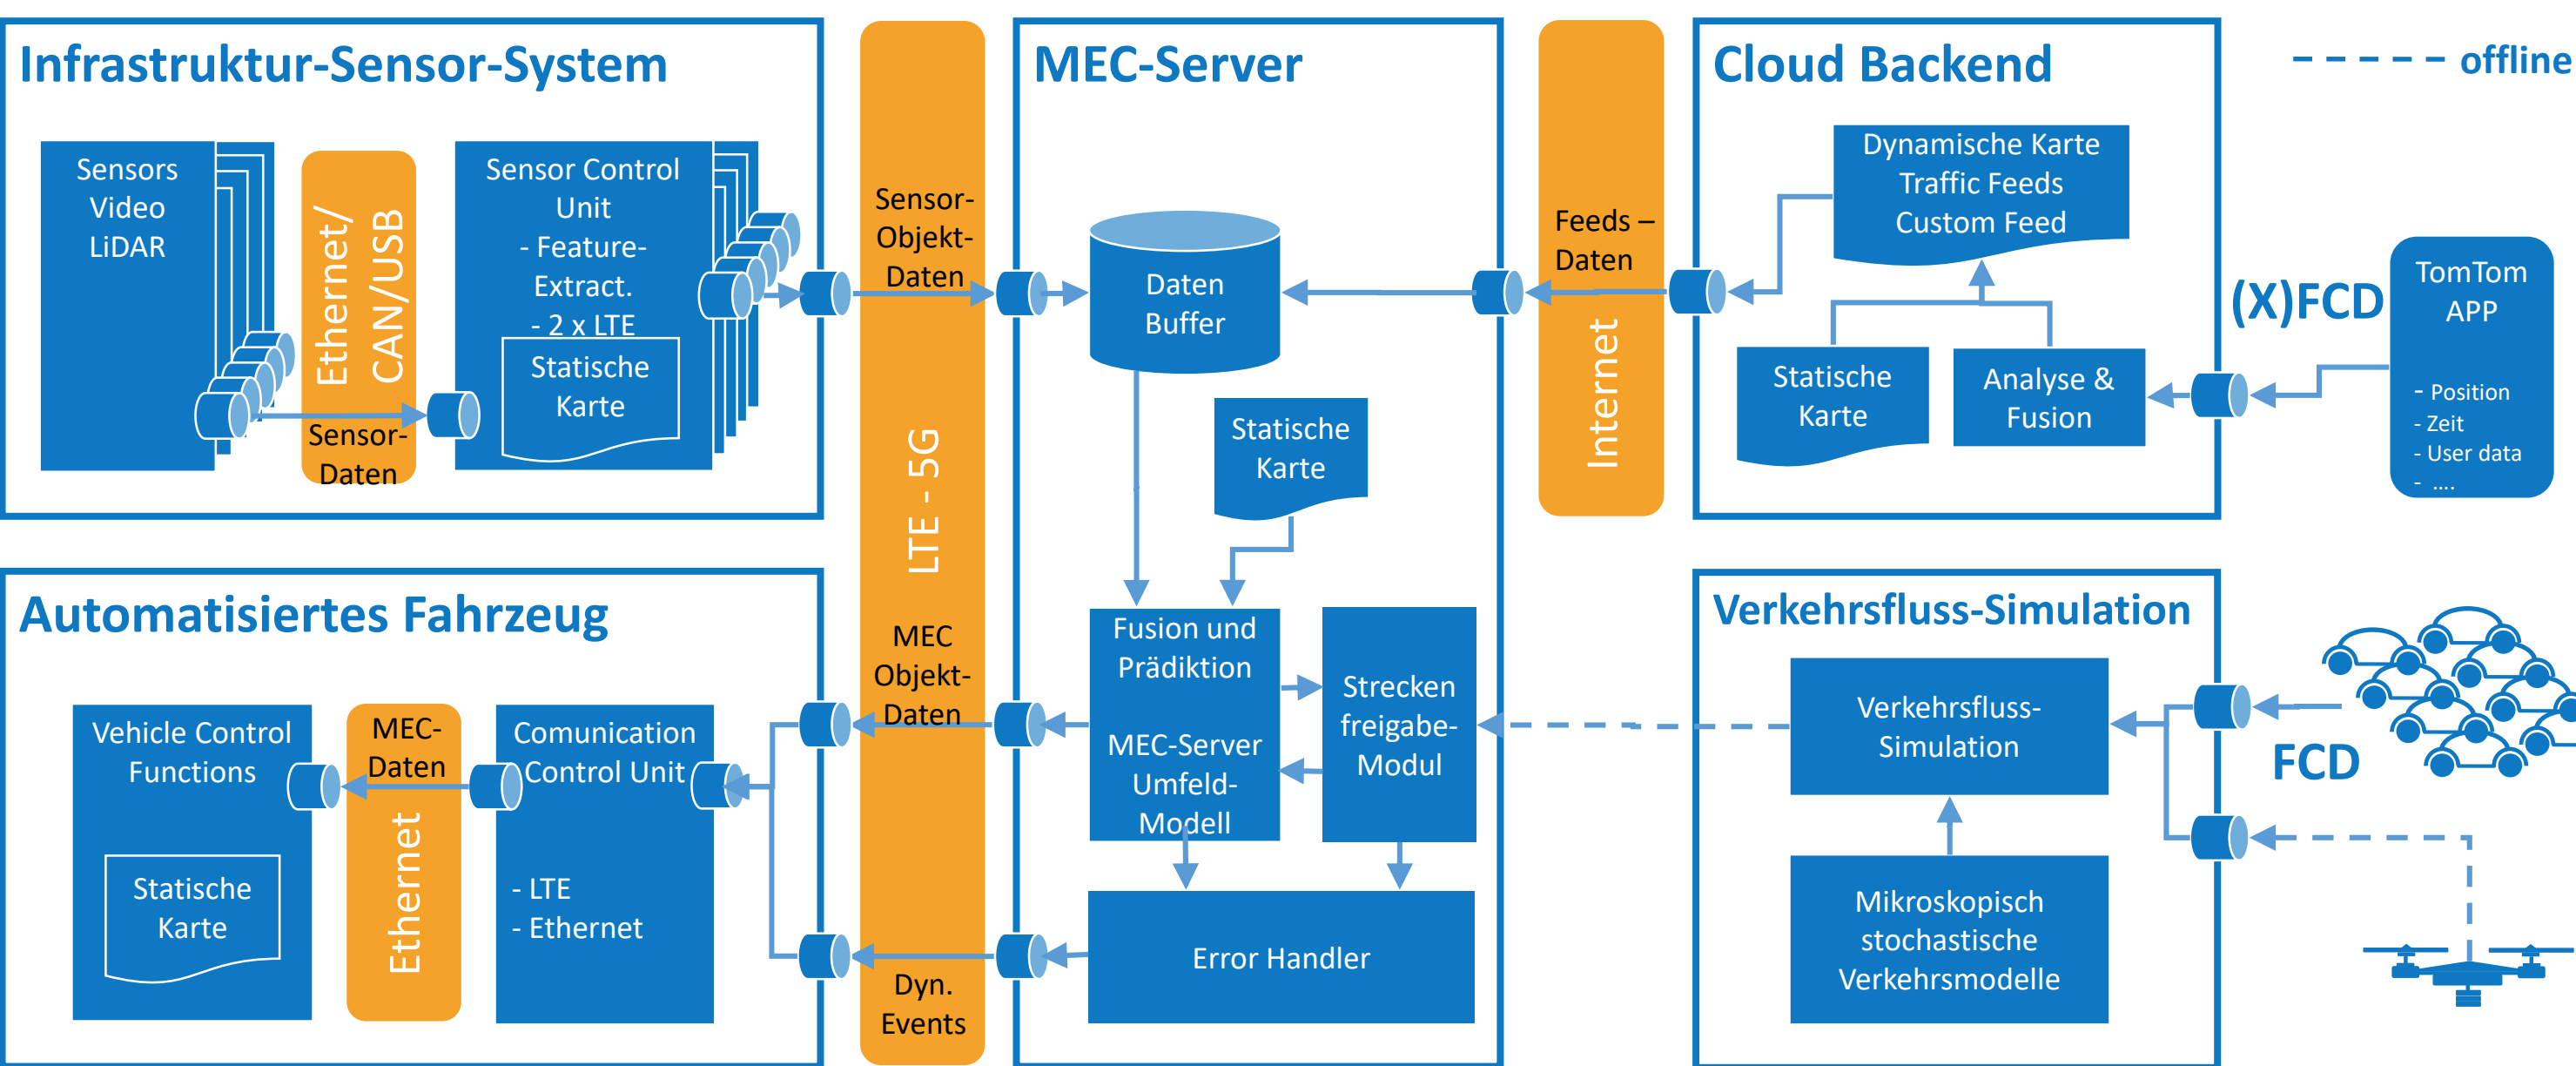 Infrastruktur-Sensor-System
Sensors
Video
LiDAR
Ethernet/
CAN/USB
Sensor-
Daten
Sensor Control
Unit
- Feature-
Extract.
- 2 x LTE
Statische
Karte
LTE - 5G
Sensor-
Objekt-
Daten
MEC
Objekt-
Daten
Dyn.
Events
MEC-Server
Daten
Buffer
Statische
Karte
Fusion und
Prädiktion
MEC-Server
Umfeld-
Modell
Strecken
freigabe-
Modul
Error Handler
Internet
Feeds –
Daten
Cloud Backend
Dynamische Karte
Traffic Feeds
Custom Feed
Statische
Karte
Analyse &
Fusion
offline
(X)FCD
TomTom
APP
- Position
- Zeit
- User data
- ....
Automatisiertes Fahrzeug
Vehicle Control
Functions
Statische
Karte
MEC-
Daten
Ethernet
Comunication
Control Unit
- LTE
- Ethernet
Verkehrsfluss-Simulation
Verkehrsfluss-
Simulation
Mikroskopisch
stochastische
Verkehrsmodelle
FCD